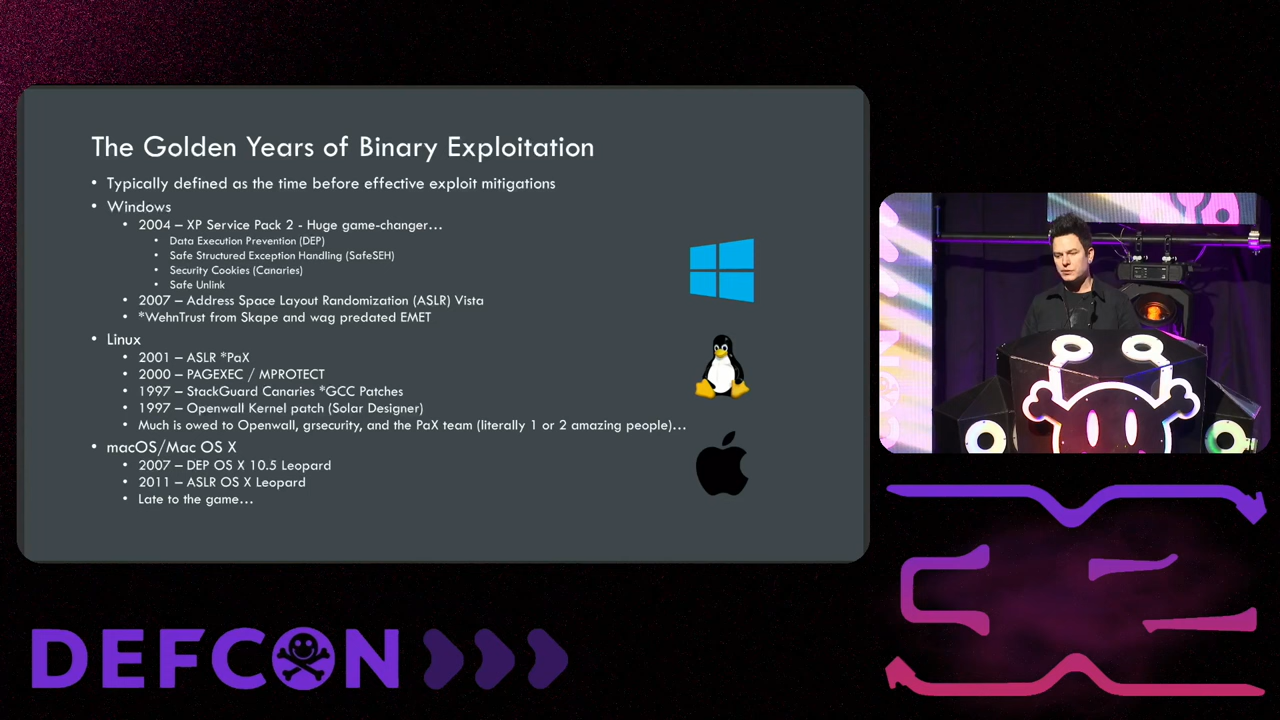 The Golden Years of Binary Exploitation
• Typically defined as the time before effective exploit mitigations
• Windows
• 2004 – XP Service Pack 2 - Huge game-changer…
• Data Execution Prevention (DEP)
• Safe Structured Exception Handling (SafeSEH)
• Security Cookies (Canaries)
• Safe Unlink
• 2007 – Address Space Layout Randomization (ASLR) Vista
• *WehnTrust from Skape and wag predated EMET
• Linux
• 2001 – ASLR *PaX
• 2000 – PAGEXEC / MPROTECT
• 1997 – StackGuard Canaries *GCC Patches
• 1997 – Openwall Kernel patch (Solar Designer)
• Much is owed to Openwall, grsecurity, and the PaX team (literally 1 or 2 amazing people)…
• macOS/Mac OS X
• 2007 – DEP OS X 10.5 Leopard
• 2011 – ASLR OS X Leopard
• Late to the game…
DEFCON